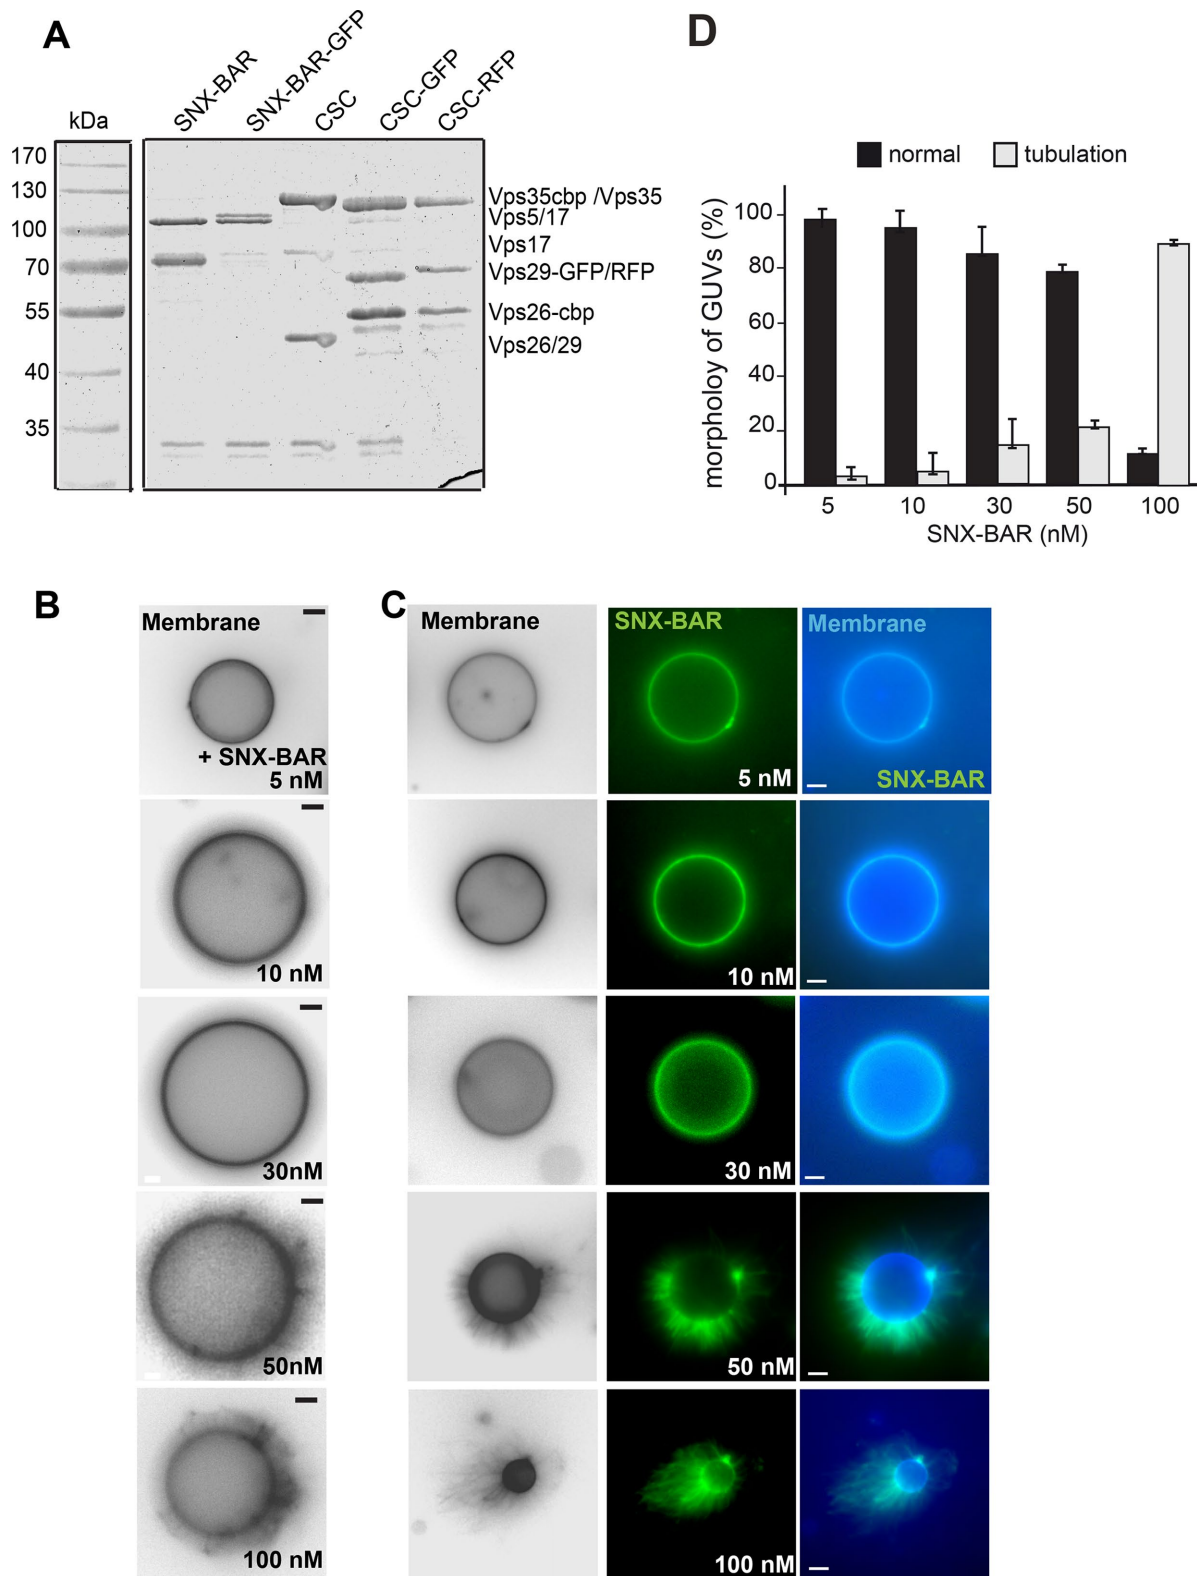 A
SNX-BAR
SNX-BAR-GFP
CSC
CSC-GFP
CSC-RFP
kDa
170
130
100
70
55
40
35
Vps35cbp /Vps35
Vps5/17
Vps17
Vps29-GFP/RFP
Vps26-cbp
Vps26/29
D
normal
tubulation
morpholoy of GUVs (%)
100
80
60
40
20
0
5
10
30
50
100
SNX-BAR (nM)
B
Membrane
+ SNX-BAR
5 nM
10 nM
30nM
50nM
100 nM
C
Membrane
SNX-BAR
Membrane
5 nM
SNX-BAR
10 nM
30 nM
50 nM
100 nM